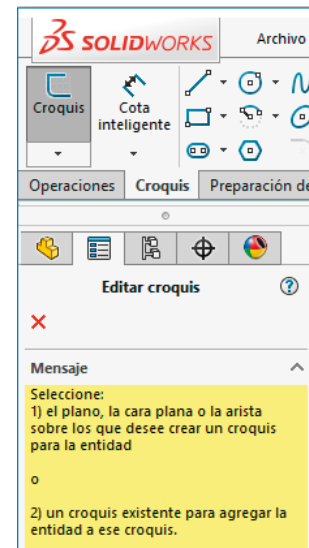 SOLIDWORKS
Archivo
Croquis
Cota
inteligente
Operaciones
Croquis
Preparación de
Editar croquis
?
Mensaje
Seleccione:
1) el plano, la cara plana o la arista
sobre los que desee crear un croquis
para la entidad
o
2) un croquis existente para agregar la
entidad a ese croquis.